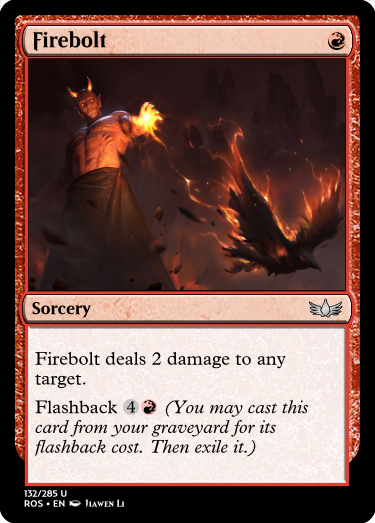 Firebolt
Sorcery
Firebolt deals 2 damage to any
target.
Flashback 4 (You may cast this
card from your graveyard for its
flashback cost. Then exile it.)
132/285 U
ROS • EN Jiawen Li